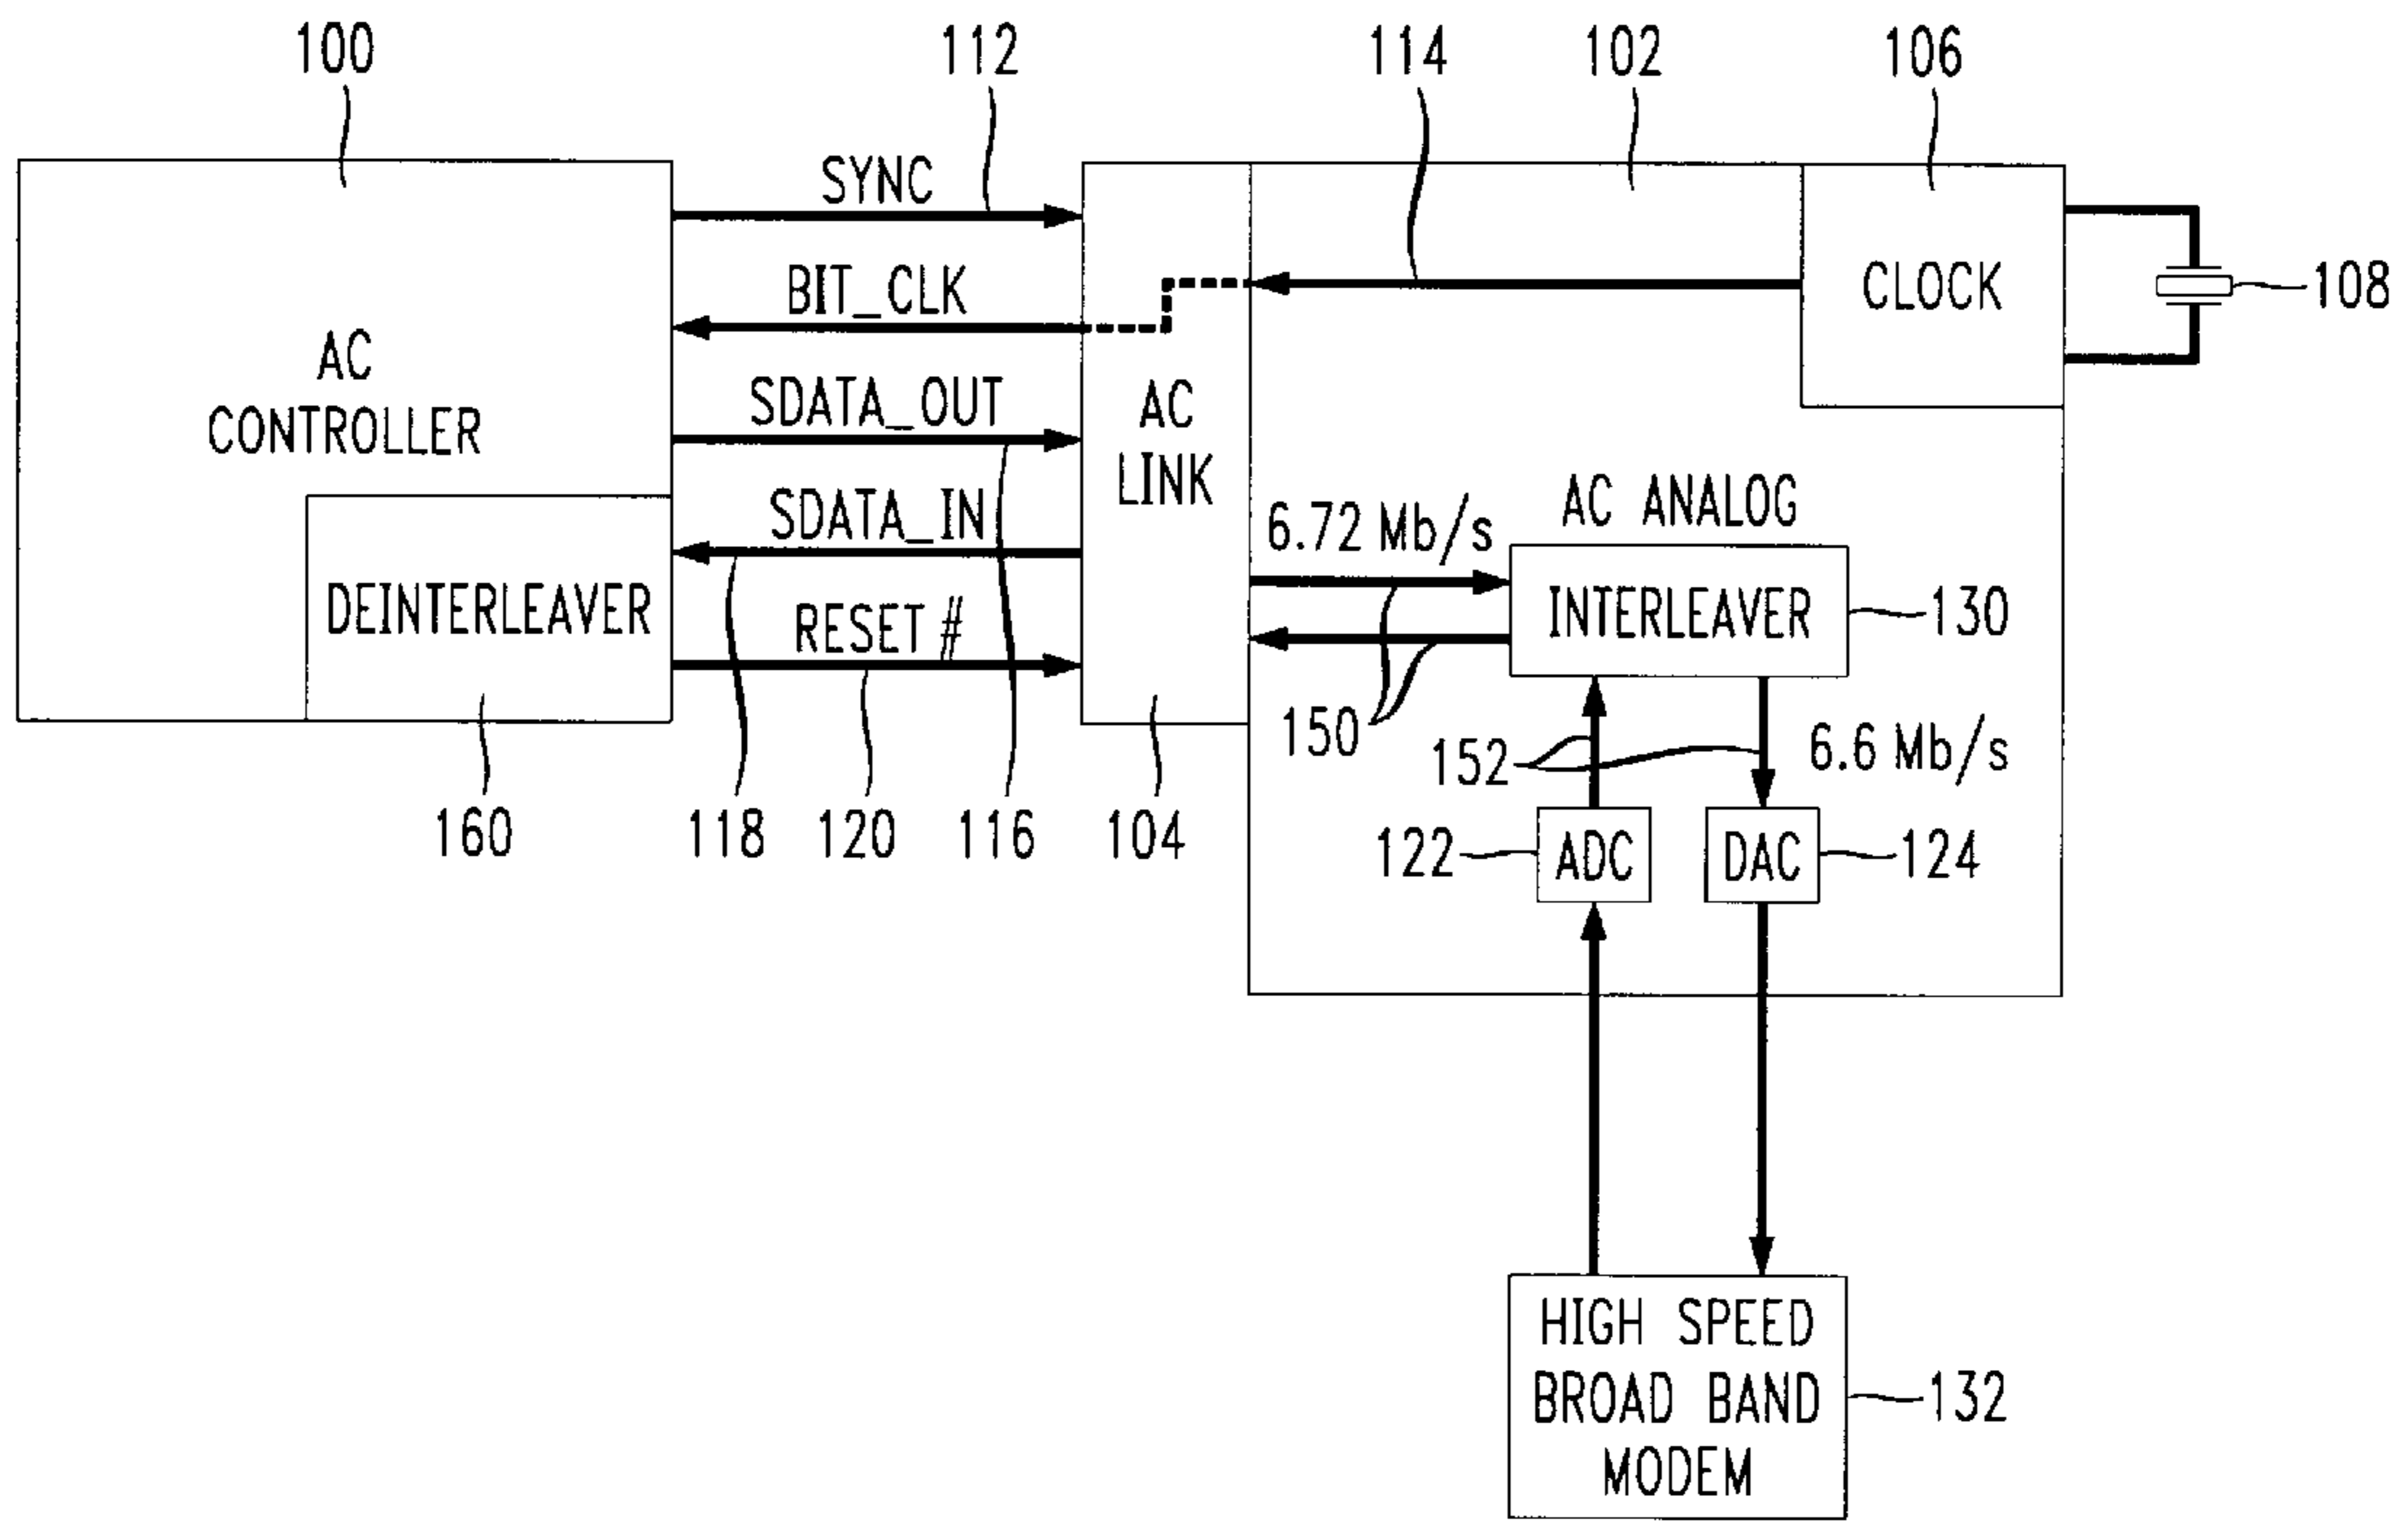 100
112
114
102
106
SYNC
BIT_CLK
CLOCK
108
AC
CONTROLLER
SDATA_OUT
AC
LINK
SDATA_IN
6.72 Mb/s
AC ANALOG
DEINTERLEAVER
RESET #
INTERLEAVER
130
150
152
6.6 Mb/s
160
118
120
116
104
122
ADC
DAC
124
HIGH SPEED
BROAD BAND
MODEM
132